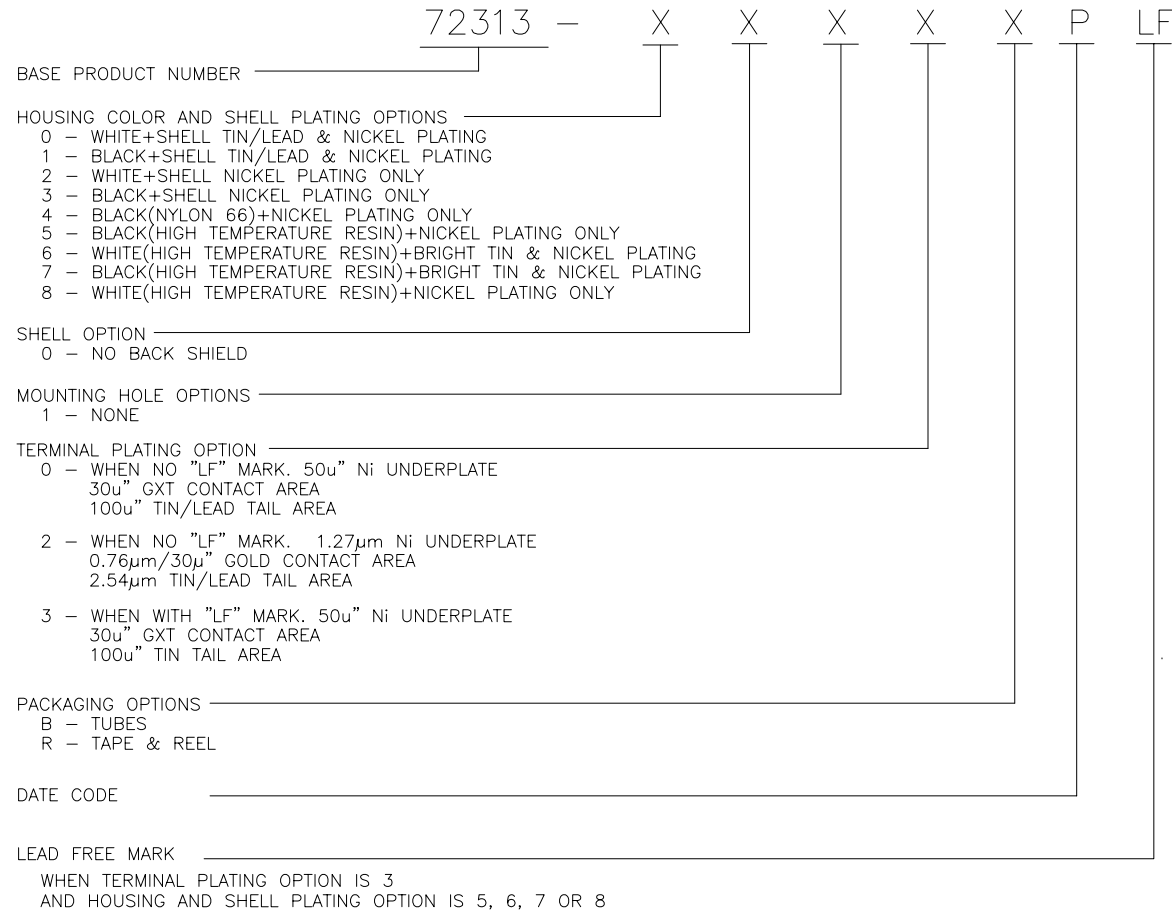 72313 - X X X X X P LF
BASE PRODUCT NUMBER
HOUSING COLOR AND SHELL PLATING OPTIONS
0 - WHITE+SHELL TIN/LEAD & NICKEL PLATING
1 - BLACK+SHELL TIN/LEAD & NICKEL PLATING
2 - WHITE+SHELL NICKEL PLATING ONLY
3 - BLACK+SHELL NICKEL PLATING ONLY
4 - BLACK(NYLON 66)+NICKEL PLATING ONLY
5 - BLACK(HIGH TEMPERATURE RESIN)+NICKEL PLATING ONLY
6 - WHITE(HIGH TEMPERATURE RESIN)+BRIGHT TIN & NICKEL PLATING
7 - BLACK(HIGH TEMPERATURE RESIN)+BRIGHT TIN & NICKEL PLATING
8 - WHITE(HIGH TEMPERATURE RESIN)+NICKEL PLATING ONLY
SHELL OPTION
0 - NO BACK SHIELD
MOUNTING HOLE OPTIONS
1 - NONE
TERMINAL PLATING OPTION
0 - WHEN NO "LF" MARK. 50u" Ni UNDERPLATE
30u" GXT CONTACT AREA
100u" TIN/LEAD TAIL AREA
2 - WHEN NO "LF" MARK. 1.27µm Ni UNDERPLATE
0.76µm/30µ" GOLD CONTACT AREA
2.54µm TIN/LEAD TAIL AREA
3 - WHEN WITH "LF" MARK. 50u" Ni UNDERPLATE
30u" GXT CONTACT AREA
100u" TIN TAIL AREA
PACKAGING OPTIONS
B - TUBES
R - TAPE & REEL
DATE CODE
LEAD FREE MARK
WHEN TERMINAL PLATING OPTION IS 3
AND HOUSING AND SHELL PLATING OPTION IS 5, 6, 7 OR 8